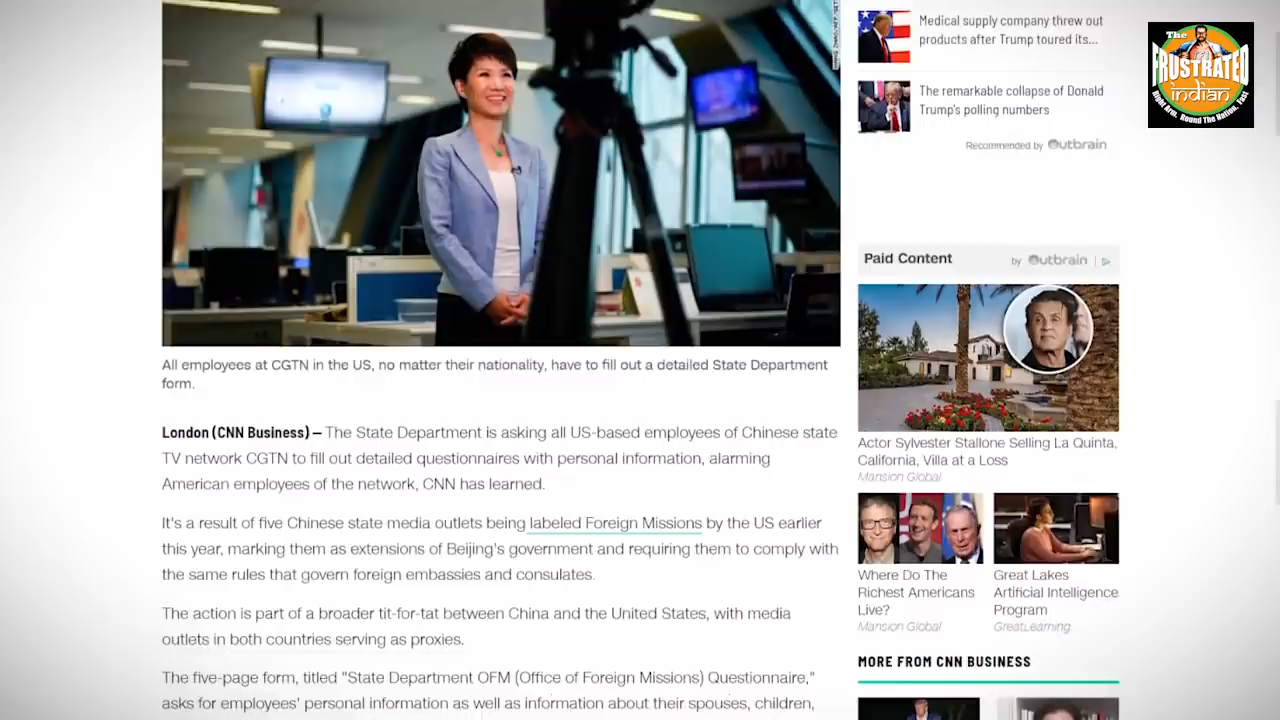 All employees at CGTN in the US, no matter their nationality, have to fill out a detailed State Department
form.
London (CNN Business) – The State Department is asking all US-based employees of Chinese state
TV network CGTN to fill out detailed questionnaires with personal information, alarming
American employees of the network, CNN has learned.
It's a result of five Chinese state media outlets being labeled Foreign Missions by the US earlier
this year, marking them as extensions of Beijing's government and requiring them to comply with
the same rules that govern foreign embassies and consulates.
The action is part of a broader tit-for-tat between China and the United States, with media
outlets in both countries serving as proxies.
The five-page form, titled "State Department OFM (Office of Foreign Missions) Questionnaire,"
asks for employees' personal information as well as information about their spouses, children,
Medical supply company threw out
products after Trump toured its...
The remarkable collapse of Donald
Trump's polling numbers
Recommended by Outbrain
Paid Content
by Outbrain
Actor Sylvester Stallone Selling La Quinta,
California, Villa at a Loss
Mansion Global
Where Do The
Richest Americans
Live?
Mansion Global
Great Lakes
Artificial Intelligence
Program
GreatLearning
MORE FROM CNN BUSINESS
The
FRUSTRATED
indian
Right Arm, Round The Nation, Fast